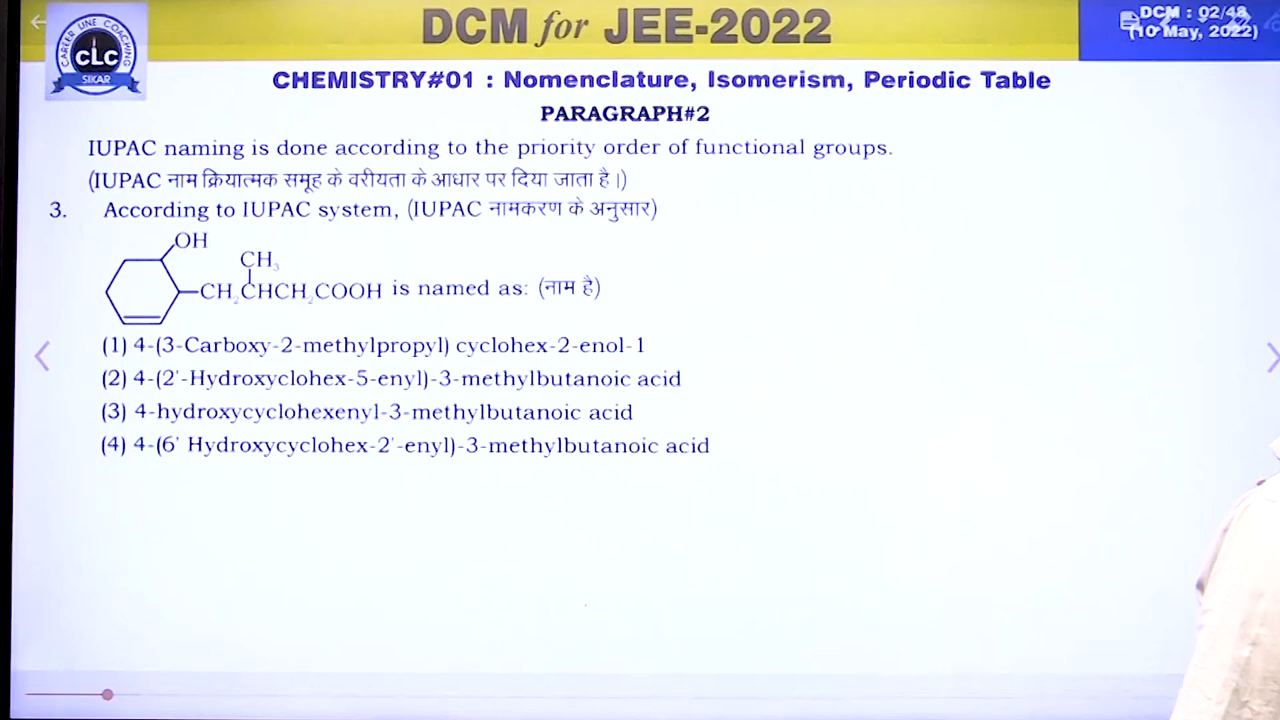 DCM for JEE-2022
DCM : 02/48
(10 May, 2022)
CAREER LINE COACHING
CLC
SIKAR
CHEMISTRY#01 : Nomenclature, Isomerism, Periodic Table
PARAGRAPH#2
IUPAC naming is done according to the priority order of functional groups.
(IUPAC नाम क्रियात्मक समूह के वरीयता के आधार पर दिया जाता है।)
3. According to IUPAC system, (IUPAC नामकरण के अनुसार)
OH
CH₃
CH₂CHCH₂COOH is named as: (नाम है)
(1) 4-(3-Carboxy-2-methylpropyl) cyclohex-2-enol-1
(2) 4-(2'-Hydroxyclohex-5-enyl)-3-methylbutanoic acid
(3) 4-hydroxycyclohexenyl-3-methylbutanoic acid
(4) 4-(6' Hydroxycyclohex-2'-enyl)-3-methylbutanoic acid